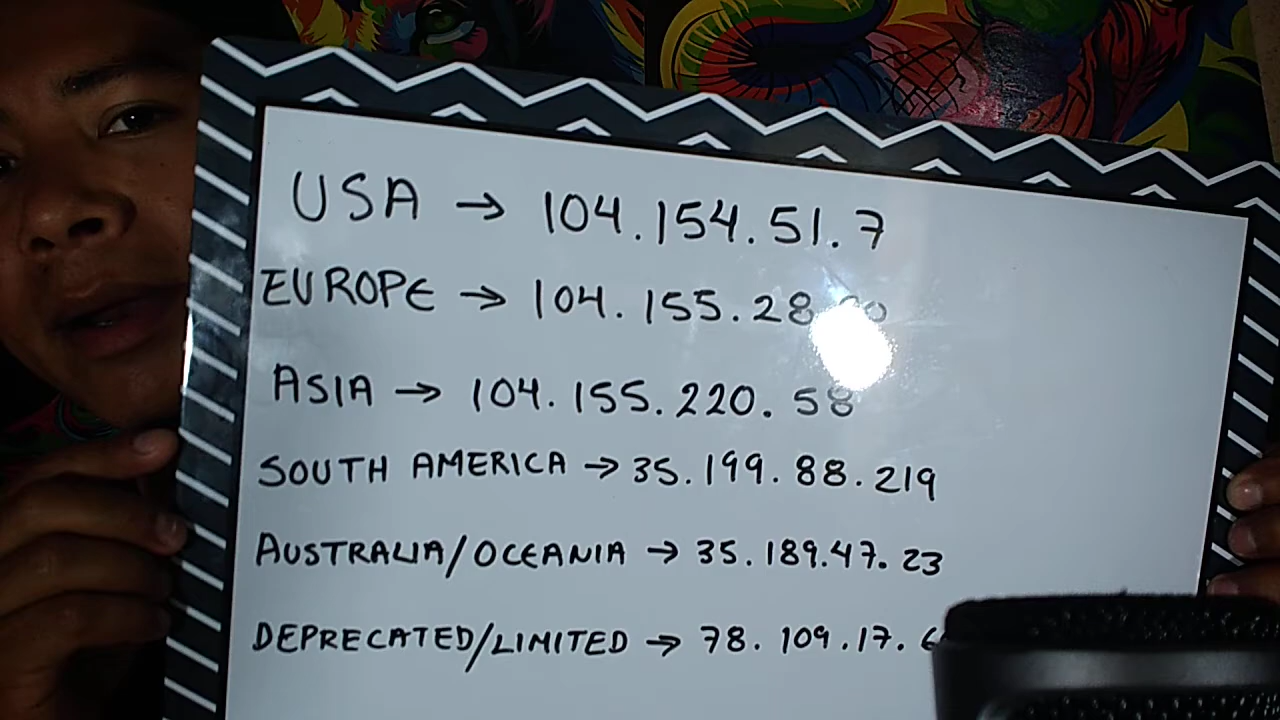 USA → 104.154.51.7
EUROPE → 104.155.28
ASIA → 104.155.220.58
SOUTH AMERICA → 35.199.88.219
AUSTRALIA/OCEANIA → 35.189.47.23
DEPRECATED/LIMITED → 78.109.17.6